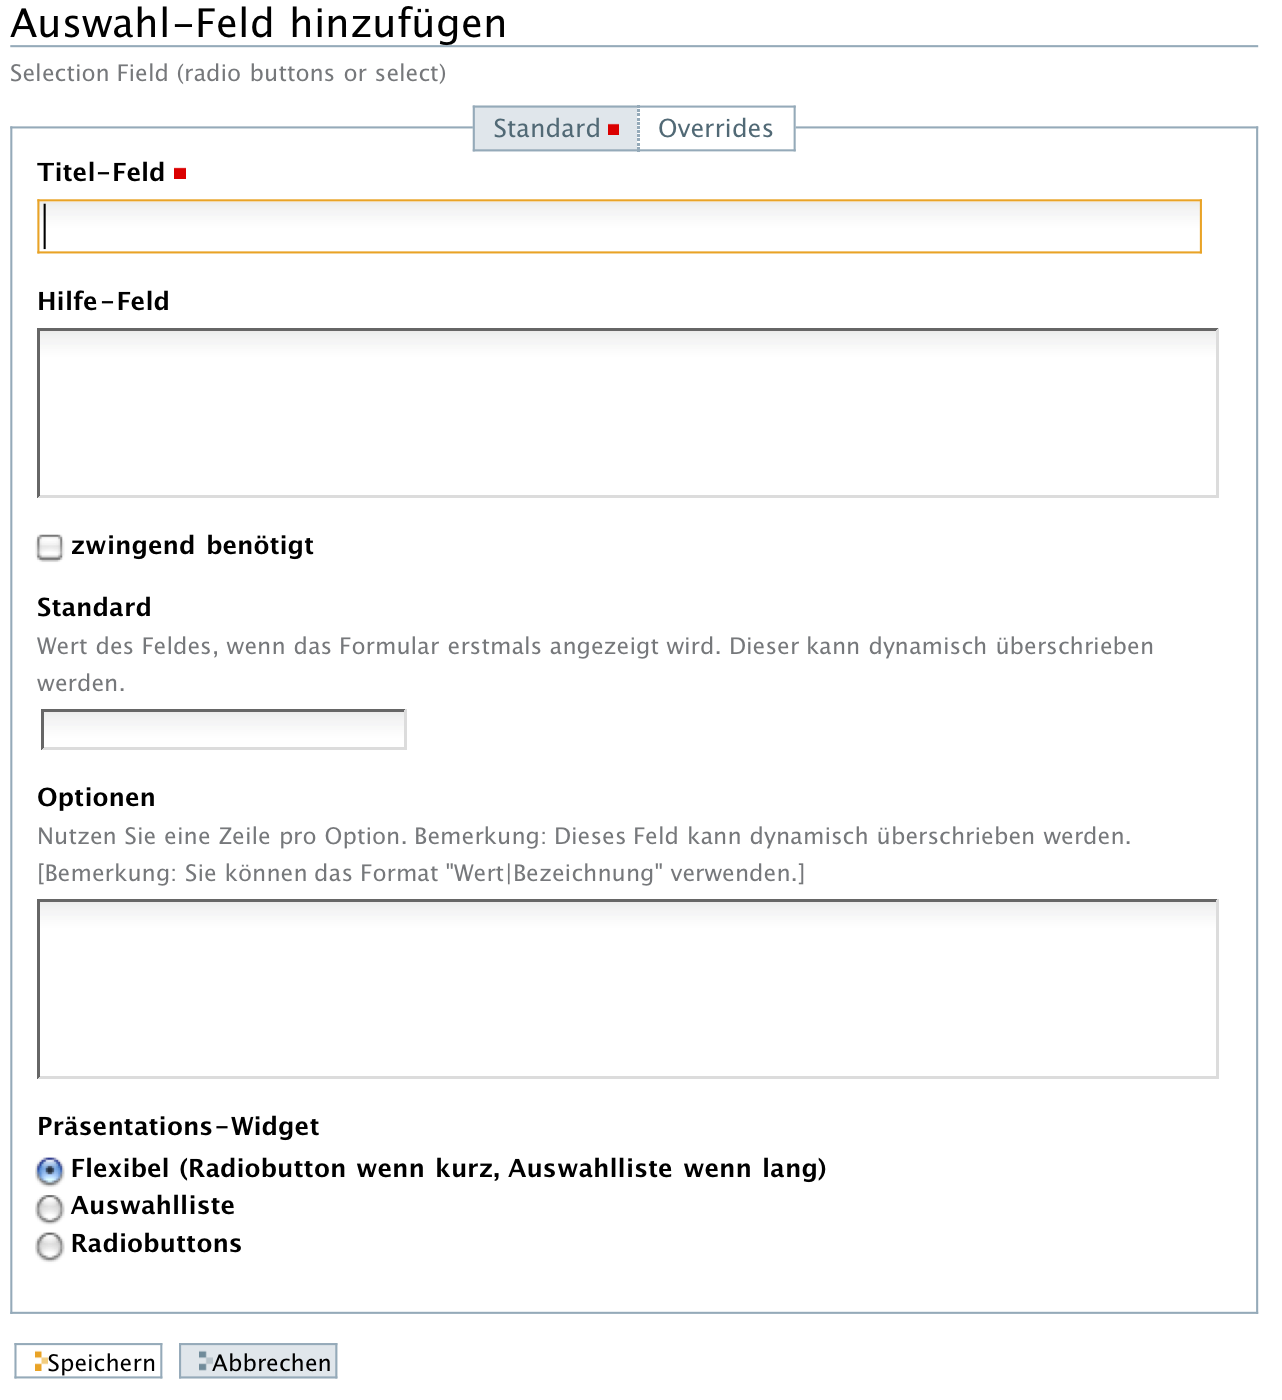 Auswahl-Feld hinzufügen
Selection Field (radio buttons or select)
Standard Overrides
Titel-Feld
Hilfe-Feld
zwingend benötigt
Standard
Wert des Feldes, wenn das Formular erstmals angezeigt wird. Dieser kann dynamisch überschrieben
werden.
Optionen
Nutzen Sie eine Zeile pro Option. Bemerkung: Dieses Feld kann dynamisch überschrieben werden.
[Bemerkung: Sie können das Format "Wert|Bezeichnung" verwenden.]
Präsentations-Widget
Flexibel (Radiobutton wenn kurz, Auswahlliste wenn lang)
Auswahlliste
Radiobuttons
Speichern Abbrechen